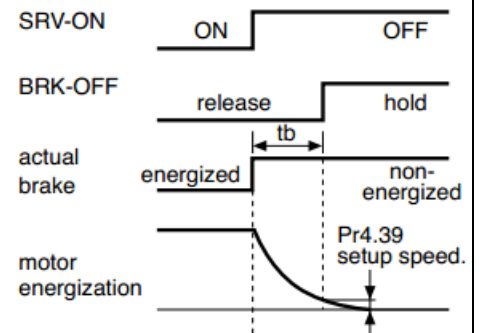 SRV-ON
ON
OFF
BRK-OFF
release
hold
tb
actual
brake
energized
non-
energized
Pr4.39
setup speed.
motor
energization